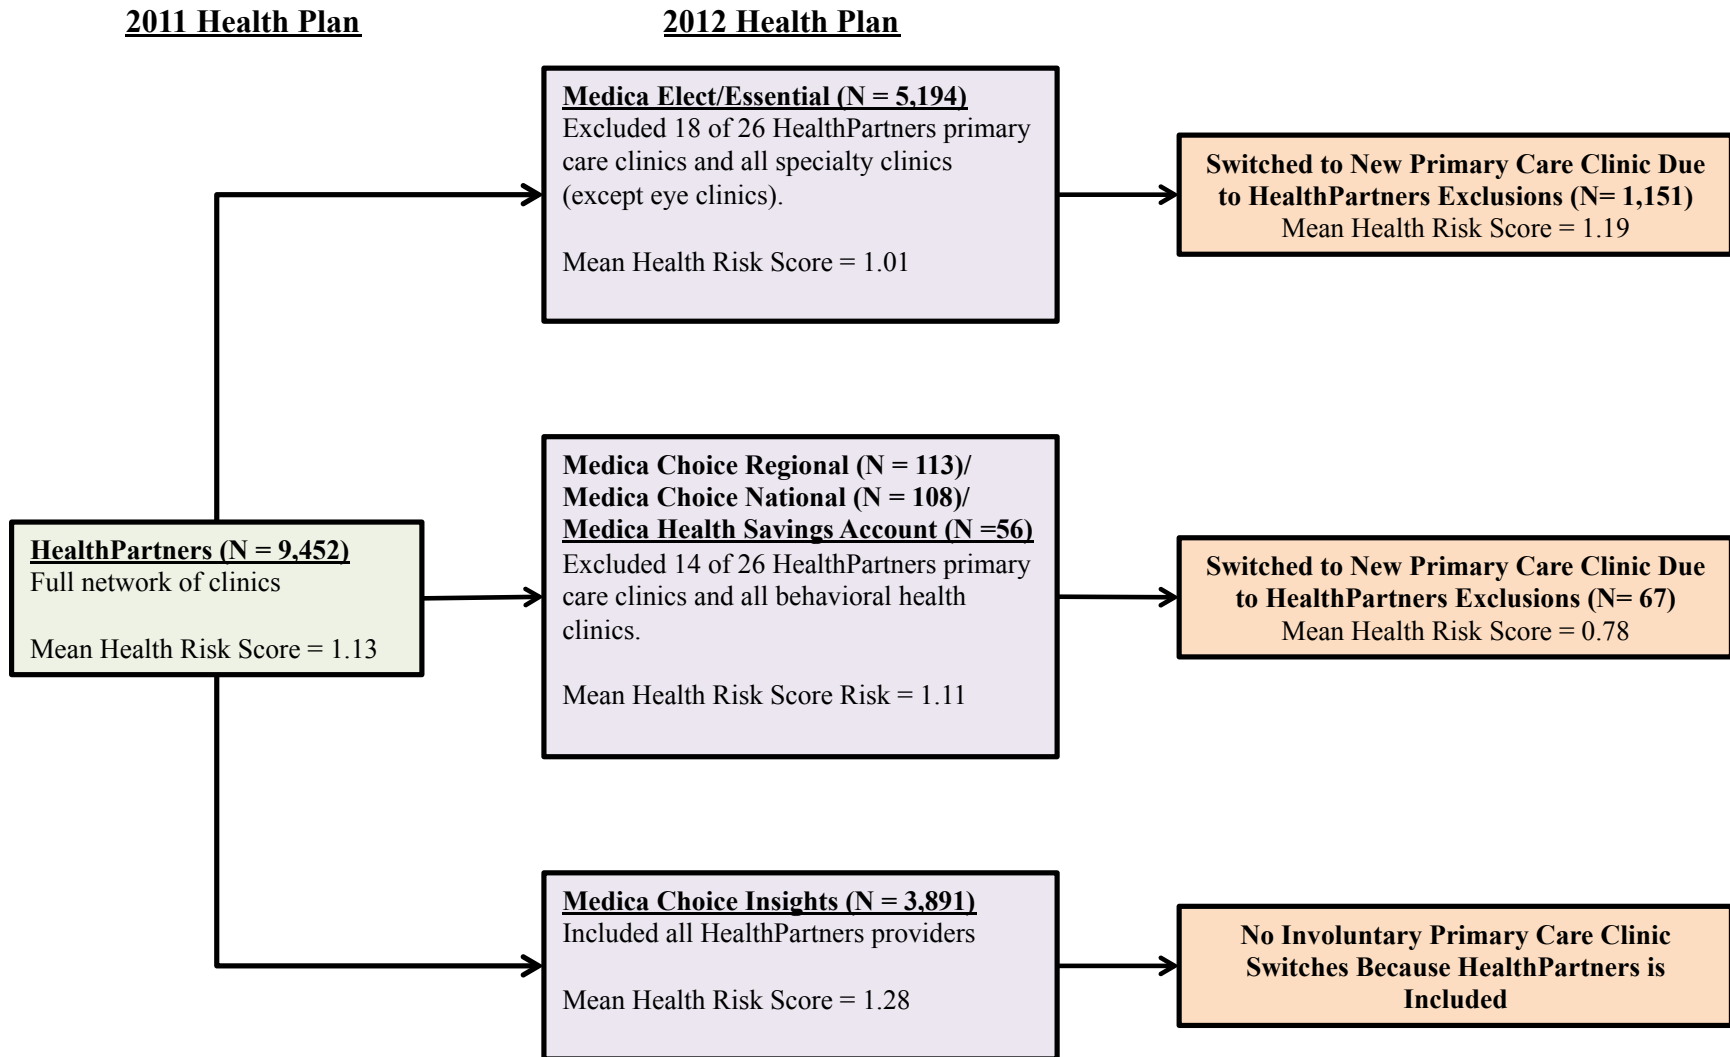 2011 Health Plan
2012 Health Plan
Medica Elect/Essential (N = 5,194)
Excluded 18 of 26 HealthPartners primary
care clinics and all specialty clinics
(except eye clinics).
Mean Health Risk Score = 1.01
Switched to New Primary Care Clinic Due
to HealthPartners Exclusions (N= 1,151)
Mean Health Risk Score = 1.19
HealthPartners (N = 9,452)
Full network of clinics
Mean Health Risk Score = 1.13
Medica Choice Regional (N = 113)/
Medica Choice National (N = 108)/
Medica Health Savings Account (N =56)
Excluded 14 of 26 HealthPartners primary
care clinics and all behavioral health
clinics.
Mean Health Risk Score Risk = 1.11
Switched to New Primary Care Clinic Due
to HealthPartners Exclusions (N= 67)
Mean Health Risk Score = 0.78
Medica Choice Insights (N = 3,891)
Included all HealthPartners providers
Mean Health Risk Score = 1.28
No Involuntary Primary Care Clinic
Switches Because HealthPartners is
Included